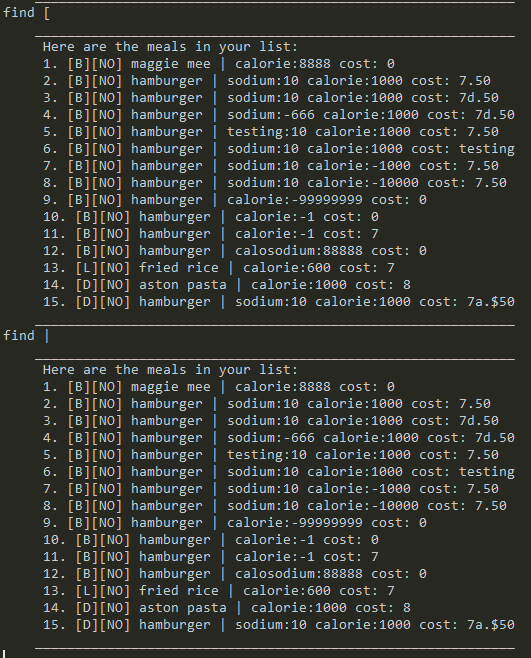 find [
Here are the meals in your list:
1. [B][NO] maggie mee | calorie:8888 cost: 0
2. [B][NO] hamburger | sodium:10 calorie:1000 cost: 7.50
3. [B][NO] hamburger | sodium:10 calorie:1000 cost: 7d.50
4. [B][NO] hamburger | sodium:-666 calorie:1000 cost: 7d.50
5. [B][NO] hamburger | testing:10 calorie:1000 cost: 7.50
6. [B][NO] hamburger | sodium:10 calorie:1000 cost: testing
7. [B][NO] hamburger | sodium:10 calorie:-1000 cost: 7.50
8. [B][NO] hamburger | sodium:10 calorie:-10000 cost: 7.50
9. [B][NO] hamburger | calorie:-99999999 cost: 0
10. [B][NO] hamburger | calorie:-1 cost: 0
11. [B][NO] hamburger | calorie:-1 cost: 7
12. [B][NO] hamburger | calosodium:88888 cost: 0
13. [L][NO] fried rice | calorie:600 cost: 7
14. [D][NO] aston pasta | calorie:1000 cost: 8
15. [D][NO] hamburger | sodium:10 calorie:1000 cost: 7a.$50
find |
Here are the meals in your list:
1. [B][NO] maggie mee | calorie:8888 cost: 0
2. [B][NO] hamburger | sodium:10 calorie:1000 cost: 7.50
3. [B][NO] hamburger | sodium:10 calorie:1000 cost: 7d.50
4. [B][NO] hamburger | sodium:-666 calorie:1000 cost: 7d.50
5. [B][NO] hamburger | testing:10 calorie:1000 cost: 7.50
6. [B][NO] hamburger | sodium:10 calorie:1000 cost: testing
7. [B][NO] hamburger | sodium:10 calorie:-1000 cost: 7.50
8. [B][NO] hamburger | sodium:10 calorie:-10000 cost: 7.50
9. [B][NO] hamburger | calorie:-99999999 cost: 0
10. [B][NO] hamburger | calorie:-1 cost: 0
11. [B][NO] hamburger | calorie:-1 cost: 7
12. [B][NO] hamburger | calosodium:88888 cost: 0
13. [L][NO] fried rice | calorie:600 cost: 7
14. [D][NO] aston pasta | calorie:1000 cost: 8
15. [D][NO] hamburger | sodium:10 calorie:1000 cost: 7a.$50